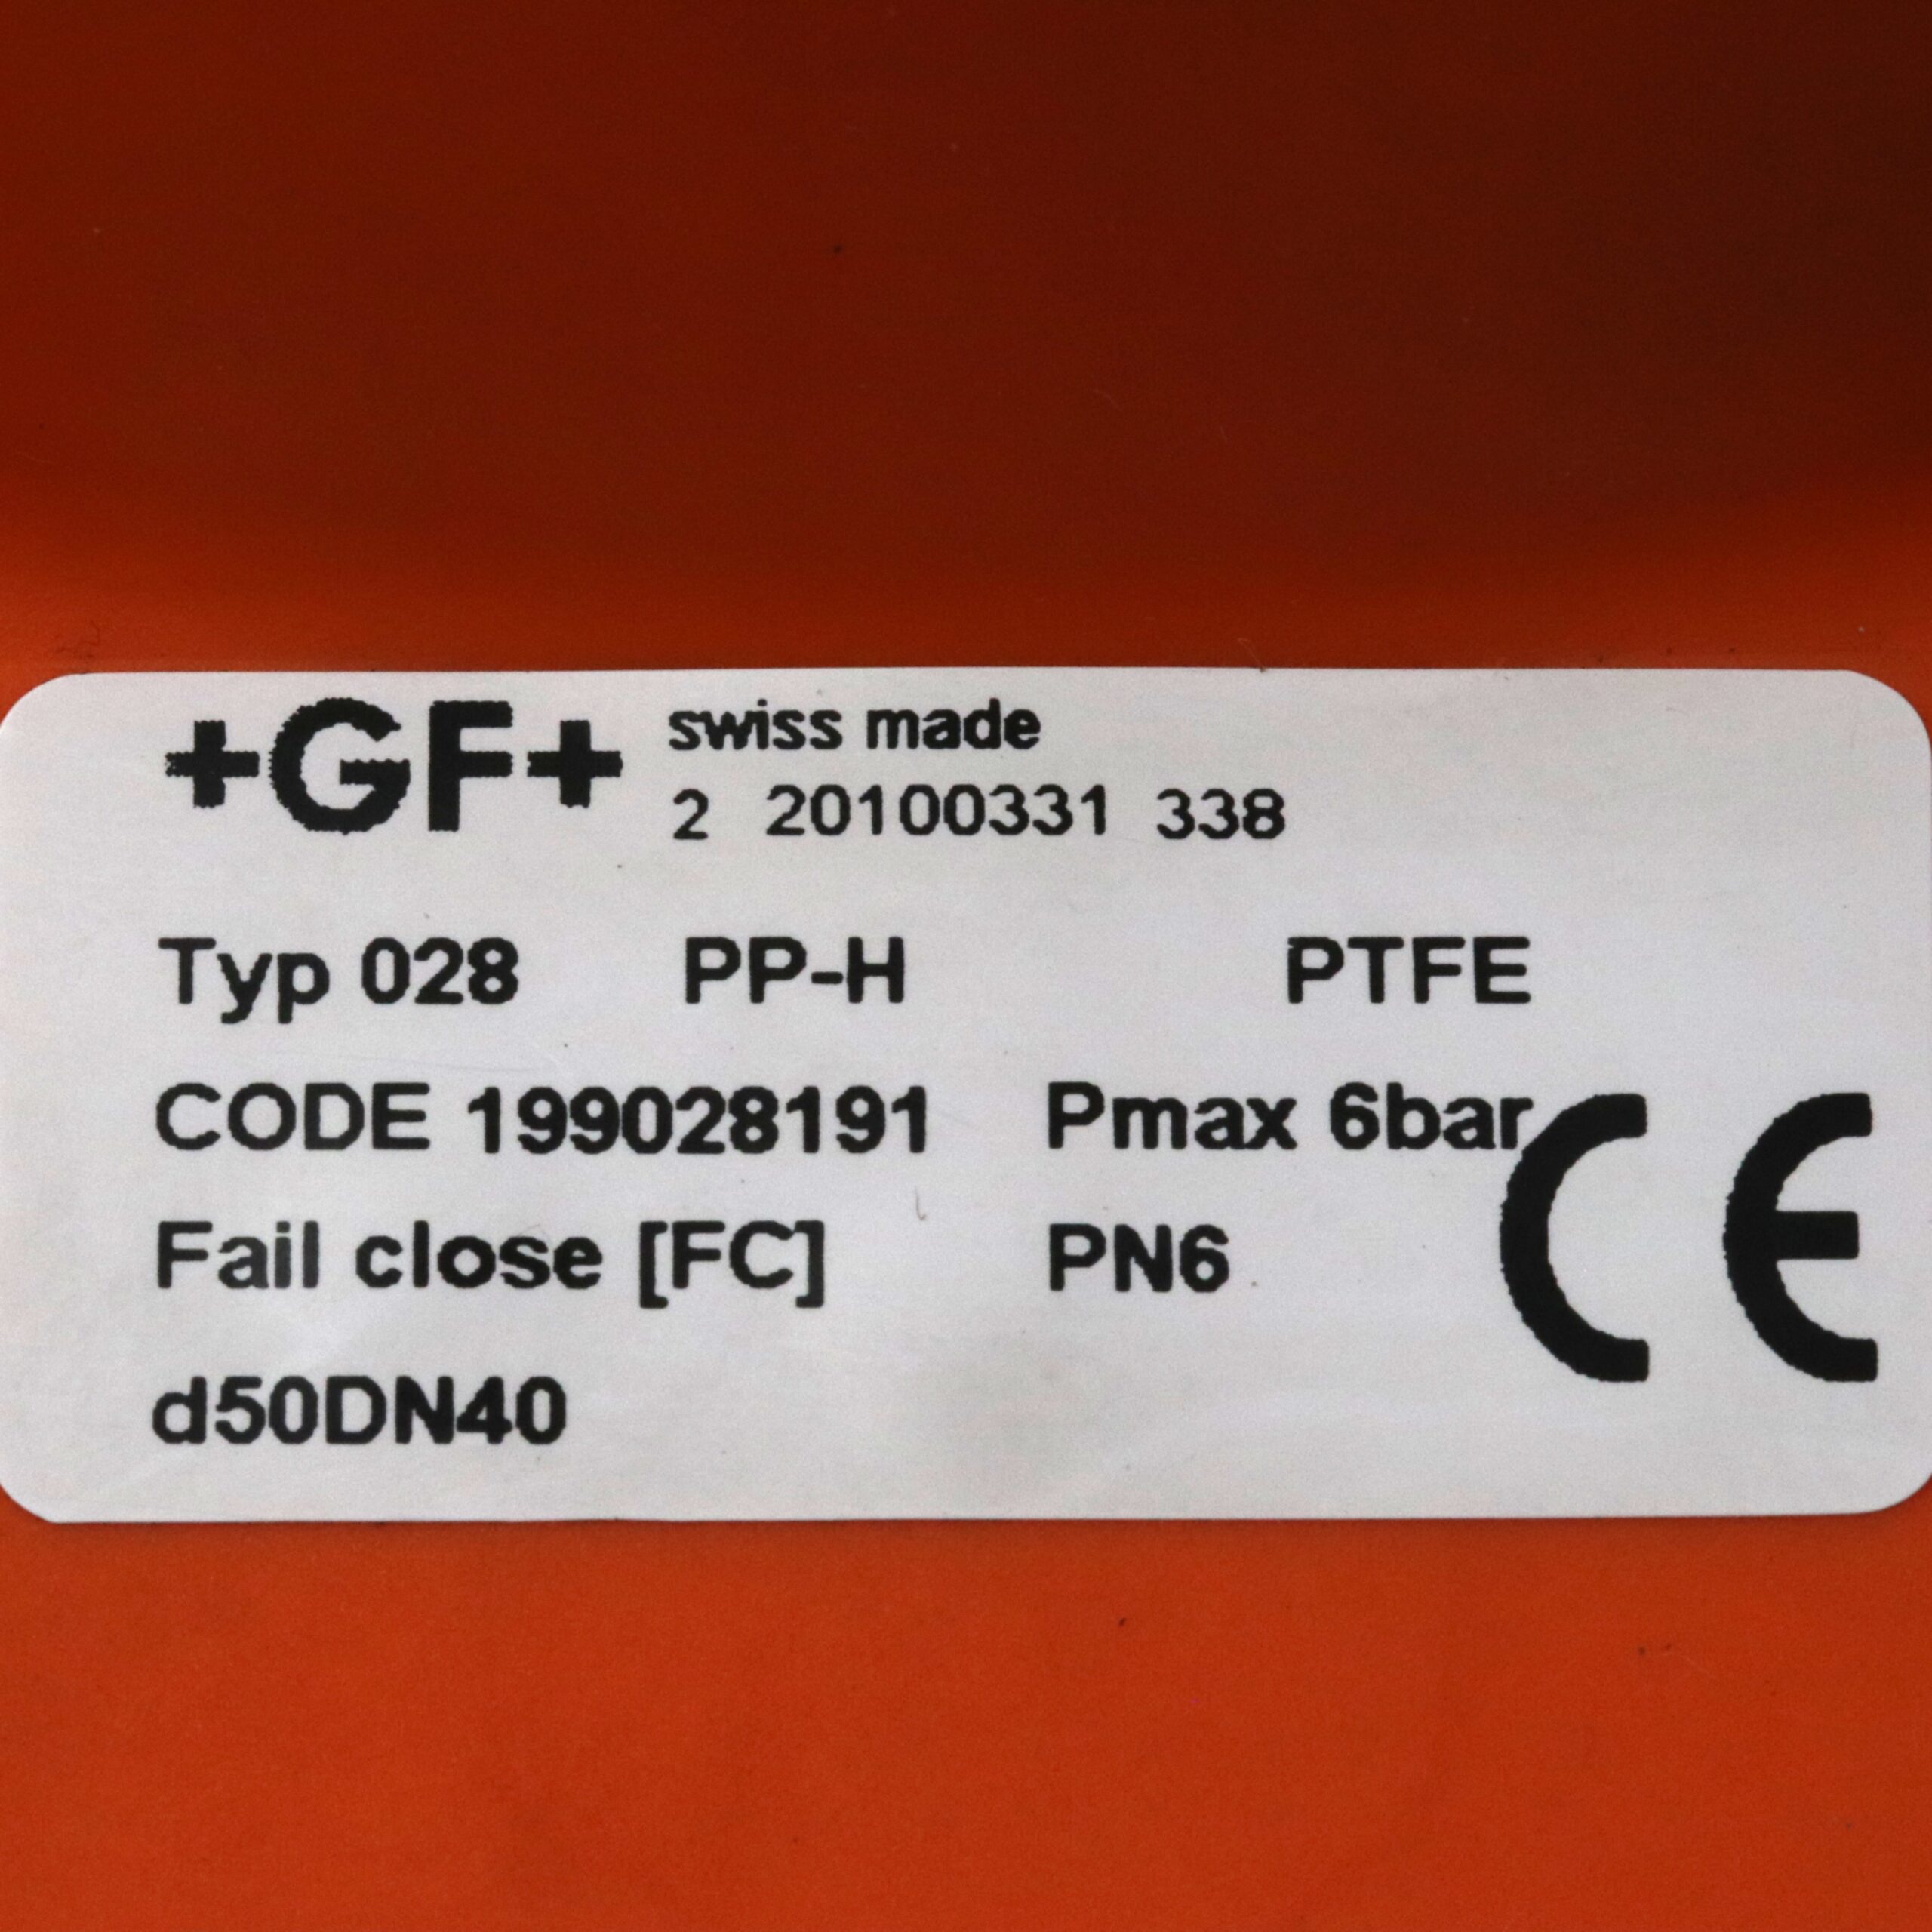 +GF+ swiss made
2 20100331 338
Typ 028 PP-H PTFE
CODE 199028191 Pmax 6bar
Fail close [FC] PN6 CE
d50DN40